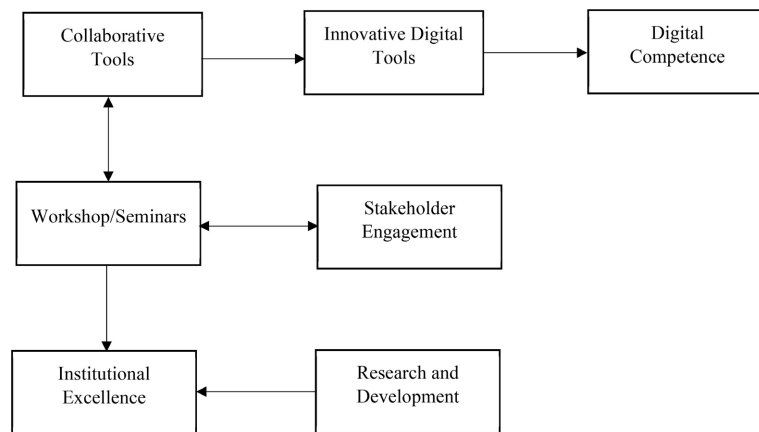 Collaborative
Tools
Innovative Digital
Tools
Digital
Competence
Workshop/Seminars
Stakeholder
Engagement
Institutional
Excellence
Research and
Development